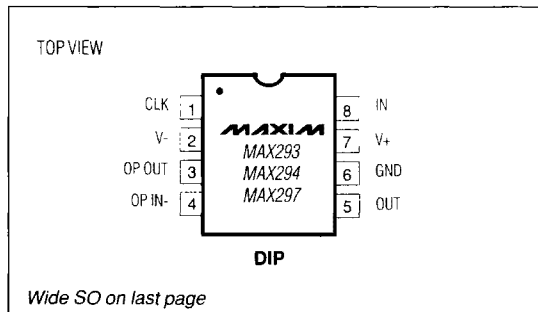 TOP VIEW
CLK 1 8 IN
V- 2 MAXIM 7 V+
OP OUT 3 MAX293 6 GND
MAX294
OP IN- 4 MAX297 5 OUT
DIP
Wide SO on last page